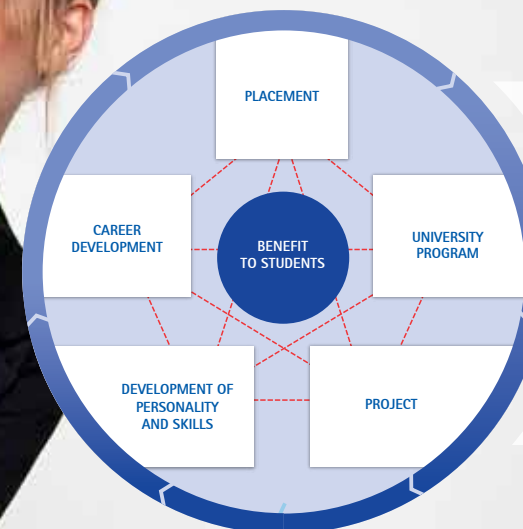 PLACEMENT
CAREER
DEVELOPMENT
BENEFIT
TO STUDENTS
UNIVERSITY
PROGRAM
DEVELOPMENT OF
PERSONALITY
AND SKILLS
PROJECT